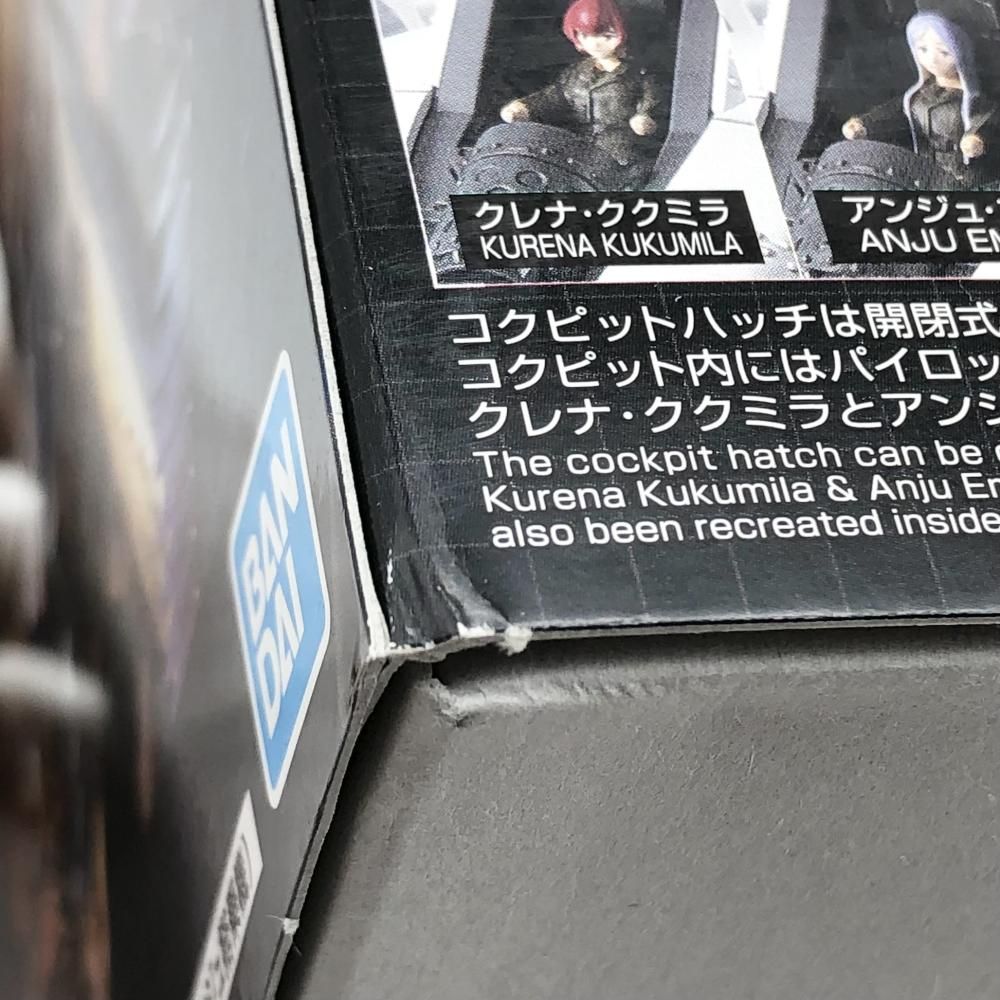 クレナ・ククミラ
KURENA KUKUMILA
アンジュ・
ANJU EM
コクピットハッチは開閉式
コクピット内にはパイロッ
クレナ・ククミラとアンジ
The cockpit hatch can be
Kurena Kukumila & Anju Em
also been recreated inside
BAN
DAI